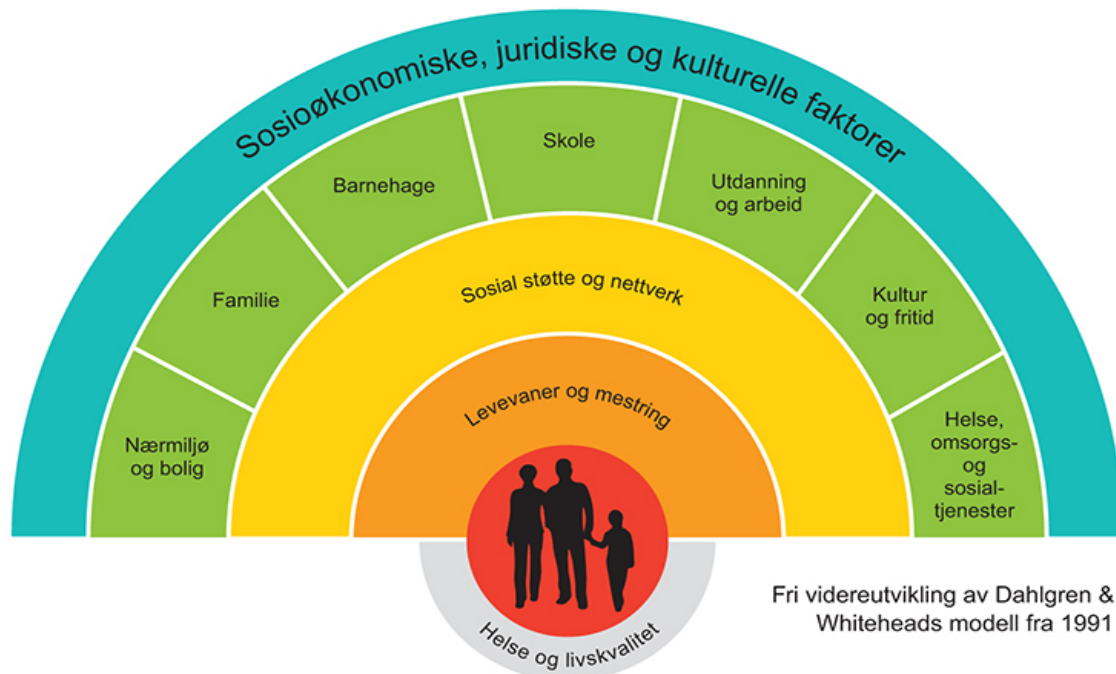 Sosioøkonomiske, juridiske og kulturelle faktorer
Nærmiljø
og bolig
Familie
Barnehage
Skole
Utdanning
og arbeid
Kultur
og fritid
Helse,
omsorgs-
og
sosial-
tjenester
Sosial støtte og nettverk
Levevaner og mestring
Helse og livskvalitet
Fri videreutvikling av Dahlgren &
Whiteheads modell fra 1991